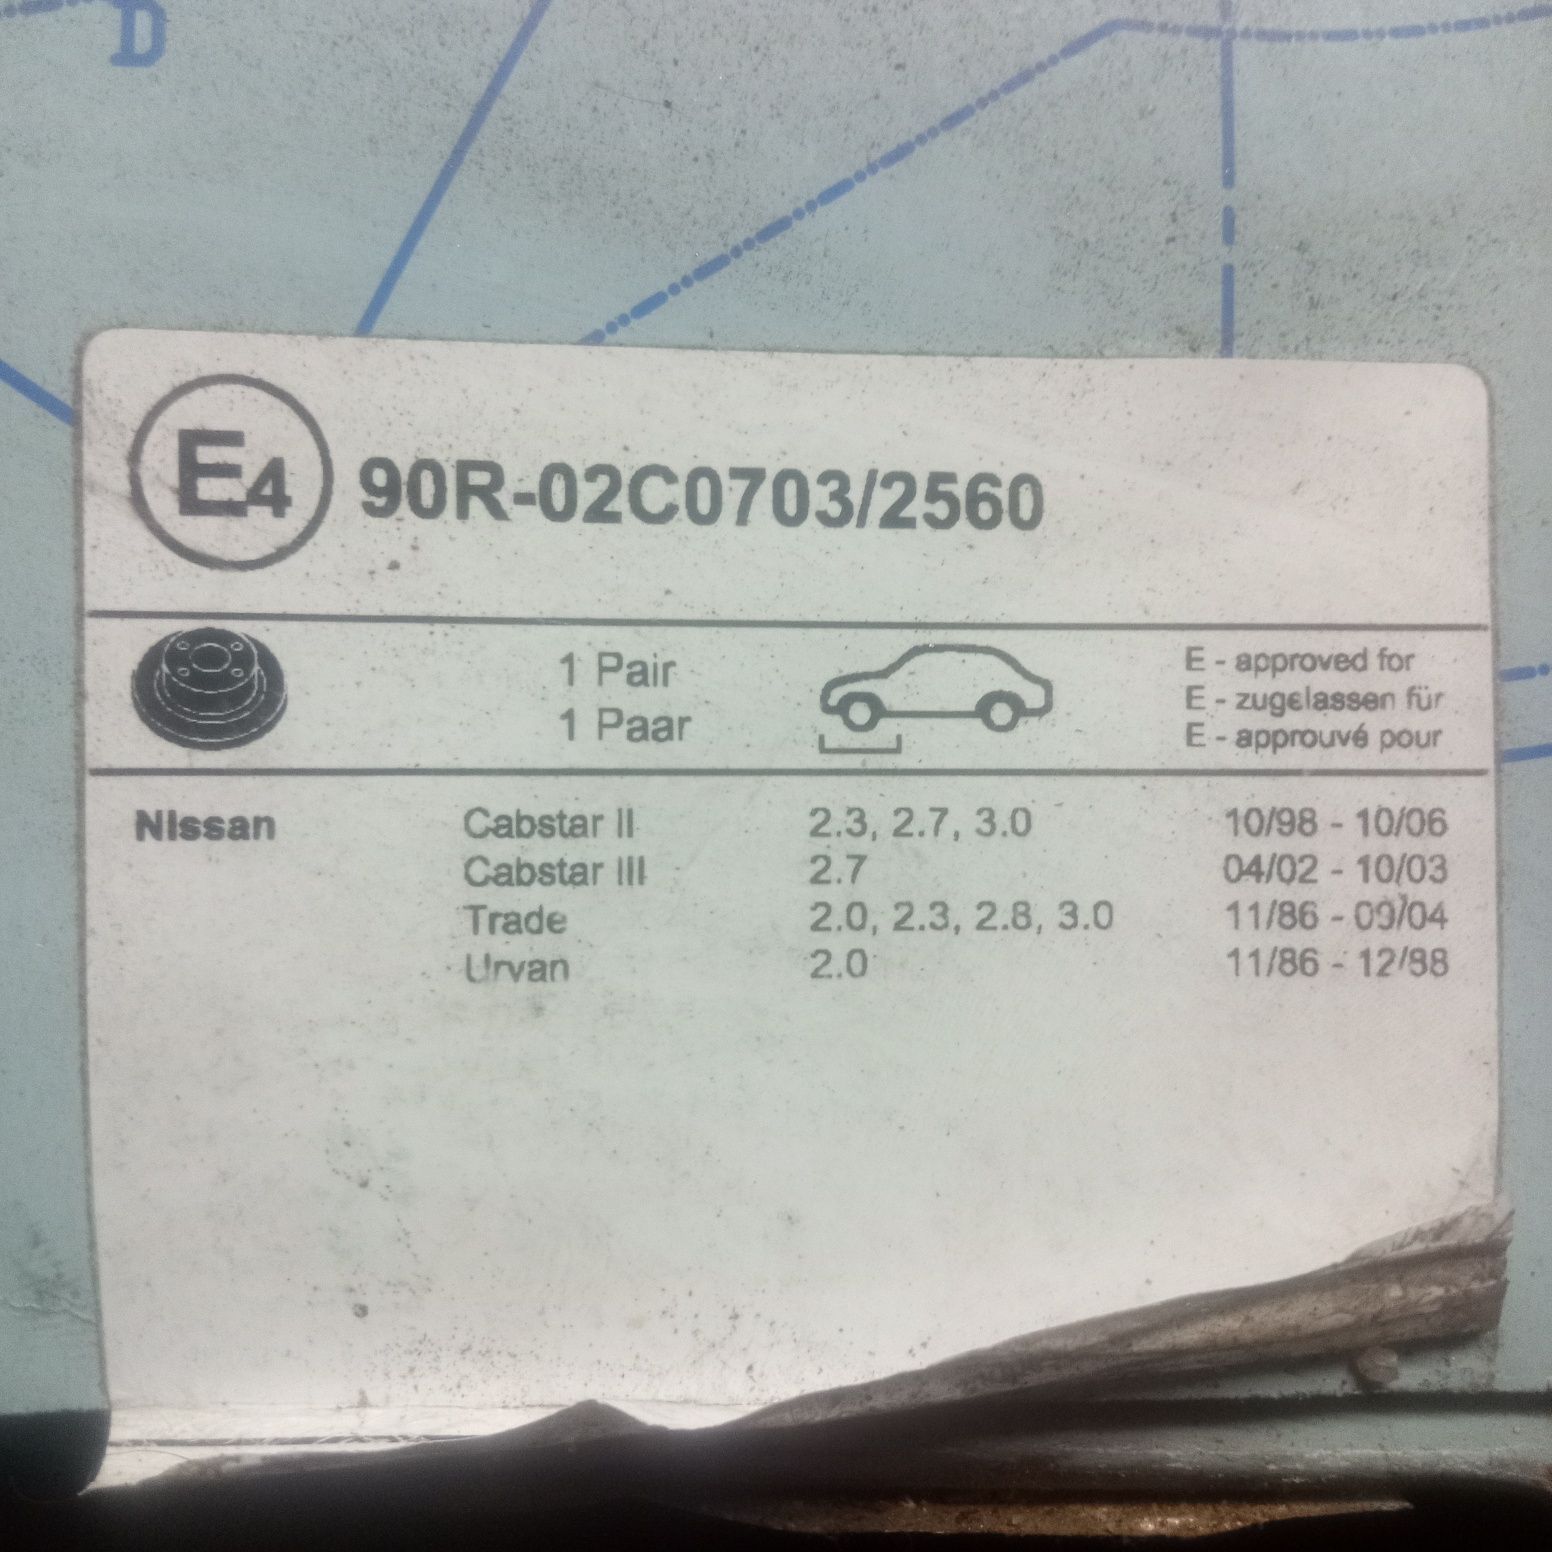 D
E4 90R-02C0703/2560
1 Pair
1 Paar
E - approved for
E - zugelassen für
E - approuvé pour
Nissan Cabstar II 2.3, 2.7, 3.0 10/98 - 10/06
Cabstar III 2.7 04/02 - 10/03
Trade 2.0, 2.3, 2.8, 3.0 11/86 - 09/04
Urvan 2.0 11/86 - 12/98